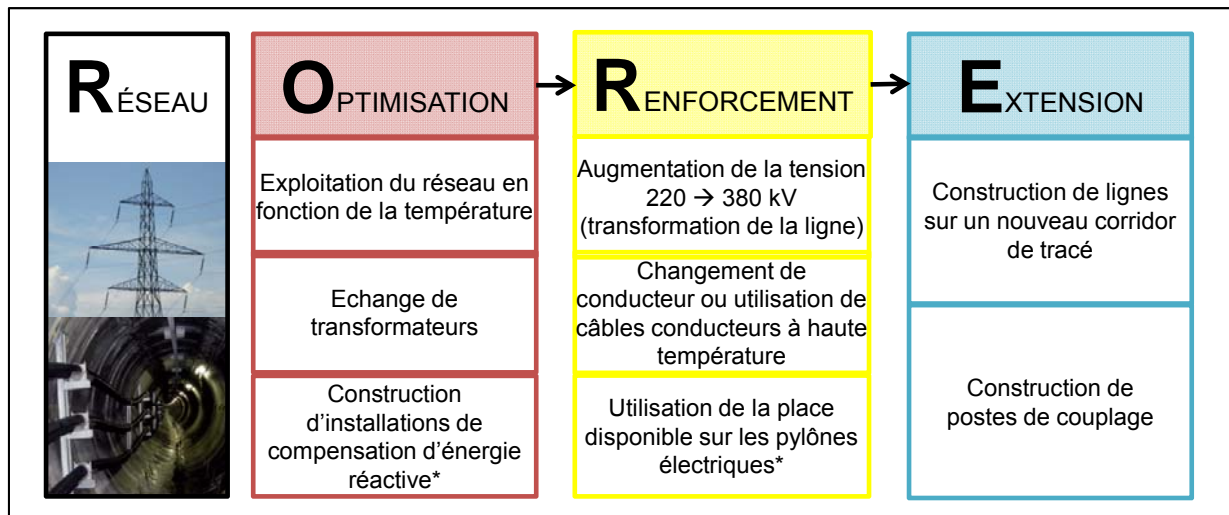 RÉSEAU
OPTIMISATION
Exploitation du réseau en
fonction de la température
Echange de
transformateurs
Construction
d’installations de
compensation d’énergie
réactive*
RENFORCEMENT
Augmentation de la tension
220 → 380 kV
(transformation de la ligne)
Changement de
conducteur ou utilisation de
câbles conducteurs à haute
température
Utilisation de la place
disponible sur les pylônes
électriques*
EXTENSION
Construction de lignes
sur un nouveau corridor
de tracé
Construction de
postes de couplage